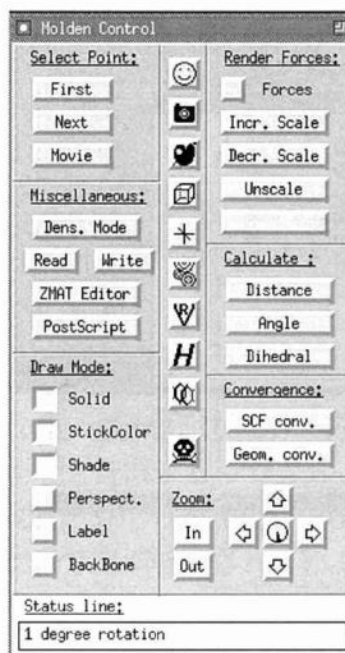 Molden Control
Select Point:
First
Next
Movie
Miscellaneous:
Dens. Mode
Read Write
ZMAT Editor
PostScript
Draw Mode:
Solid
StickColor
Shade
Perspect.
Label
BackBone
H
Render Forces:
Forces
Incr. Scale
Decr. Scale
Unscale
Calculate :
Distance
Angle
Dihedral
Convergence:
SCF conv.
Geom. conv.
Zoom:
In
Out
Status line:
1 degree rotation